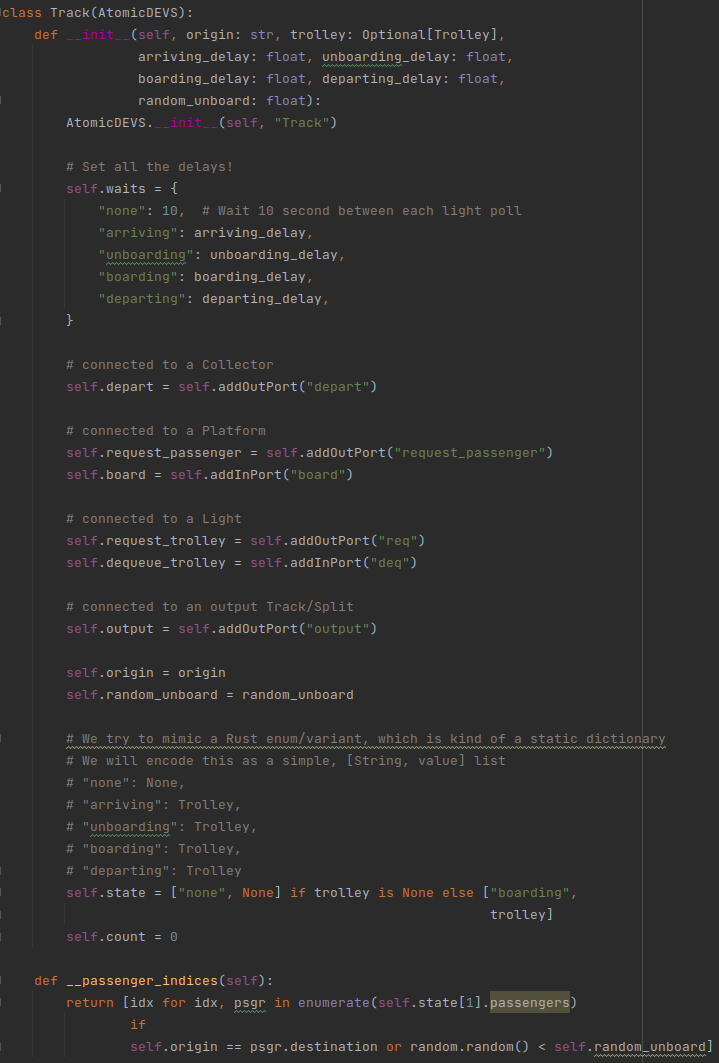 class Track(AtomicDEVS):
    def __init__(self, origin: str, trolley: Optional[Trolley],
                 arriving_delay: float, unboarding_delay: float,
                 boarding_delay: float, departing_delay: float,
                 random_unboard: float):
        AtomicDEVS.__init__(self, "Track")

        # Set all the delays!
        self.waits = {
            "none": 10,  # Wait 10 second between each light poll
            "arriving": arriving_delay,
            "unboarding": unboarding_delay,
            "boarding": boarding_delay,
            "departing": departing_delay,
        }

        # connected to a Collector
        self.depart = self.addOutPort("depart")

        # connected to a Platform
        self.request_passenger = self.addOutPort("request_passenger")
        self.board = self.addInPort("board")

        # connected to a Light
        self.request_trolley = self.addOutPort("req")
        self.dequeue_trolley = self.addInPort("deq")

        # connected to an output Track/Split
        self.output = self.addOutPort("output")

        self.origin = origin
        self.random_unboard = random_unboard

        # We try to mimic a Rust enum/variant, which is kind of a static dictionary
        # We will encode this as a simple, [String, value] list
        # "none": None,
        # "arriving": Trolley,
        # "unboarding": Trolley,
        # "boarding": Trolley,
        # "departing": Trolley
        self.state = ["none", None] if trolley is None else ["boarding",
                                                             trolley]
        self.count = 0

    def __passenger_indices(self):
        return [idx for idx, psgr in enumerate(self.state[1].passengers)
                if
                self.origin == psgr.destination or random.random() < self.random_unboard]